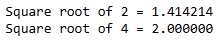 Square root of 2 = 1.414214
Square root of 4 = 2.000000